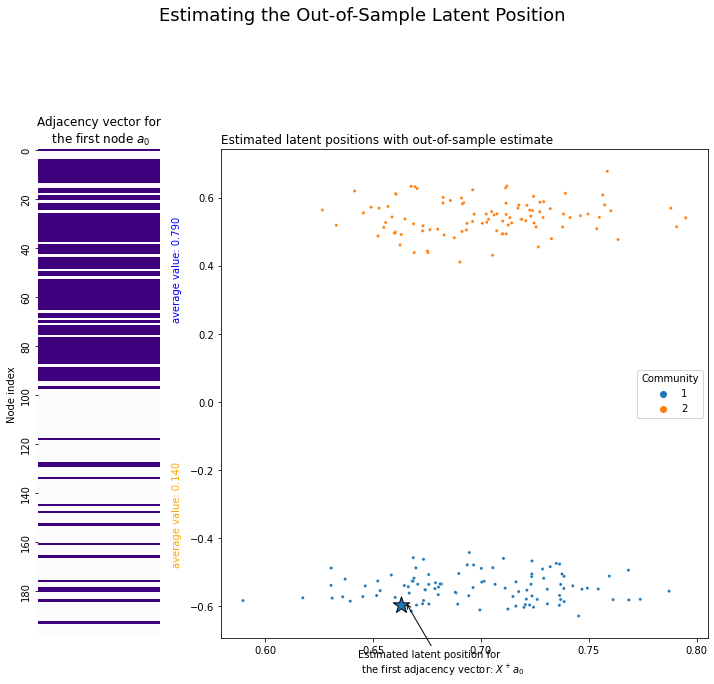 Estimating the Out-of-Sample Latent Position
Adjacency vector for
the first node a₀
Node index
0
20
40
60
80
100
120
140
160
180
average value: 0.790
average value: 0.140
Estimated latent positions with out-of-sample estimate
0.6
0.4
0.2
0.0
−0.2
−0.4
−0.6
0.60
0.65
0.70
0.75
0.80
Community
1
2
Estimated latent position for
the first adjacency vector: X⁺a₀